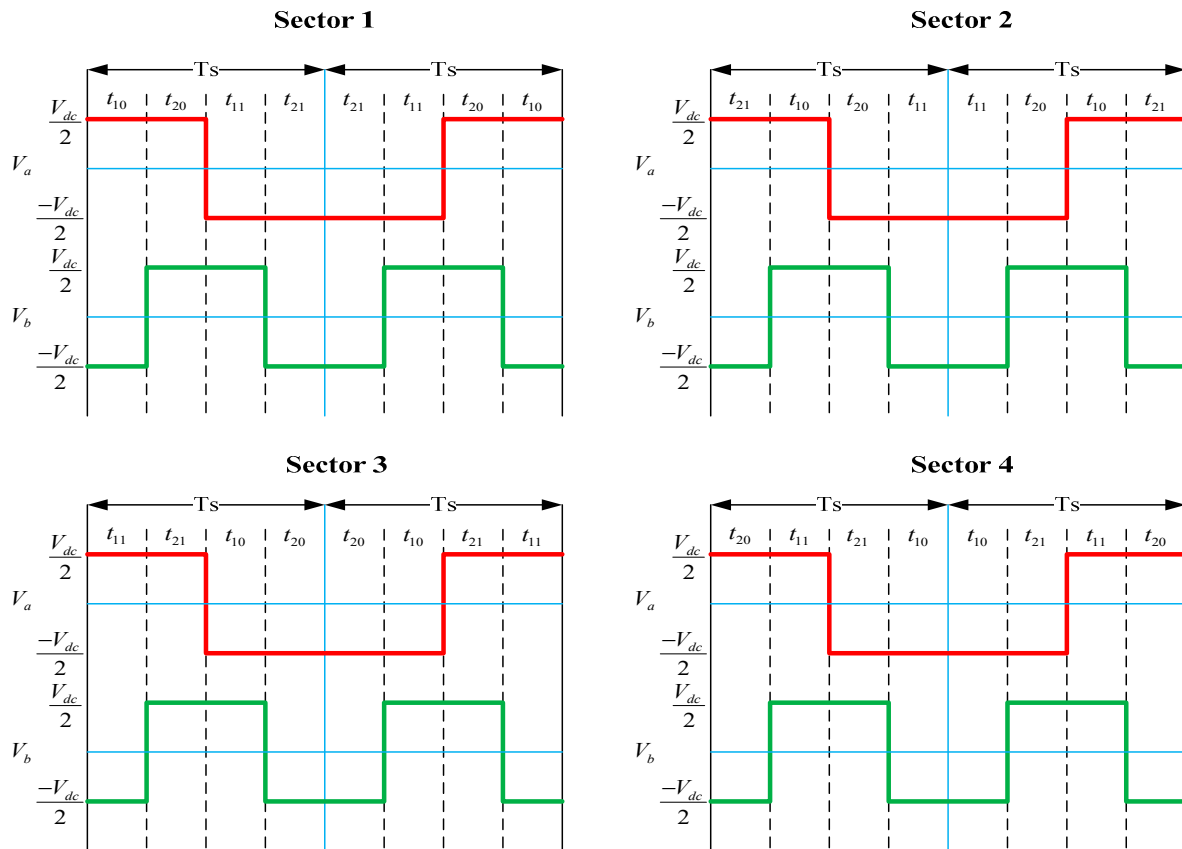 Sector 1
Ts Ts
t10 t20 t11 t21 t21 t11 t20 t10
Vdc/2
Va
-Vdc/2
Vdc/2
Vb
-Vdc/2
Sector 2
Ts Ts
t21 t10 t20 t11 t11 t20 t10 t21
Vdc/2
Va
-Vdc/2
Vdc/2
Vb
-Vdc/2
Sector 3
Ts Ts
t11 t21 t10 t20 t20 t10 t21 t11
Vdc/2
Va
-Vdc/2
Vdc/2
Vb
-Vdc/2
Sector 4
Ts Ts
t20 t11 t21 t10 t10 t21 t11 t20
Vdc/2
Va
-Vdc/2
Vdc/2
Vb
-Vdc/2